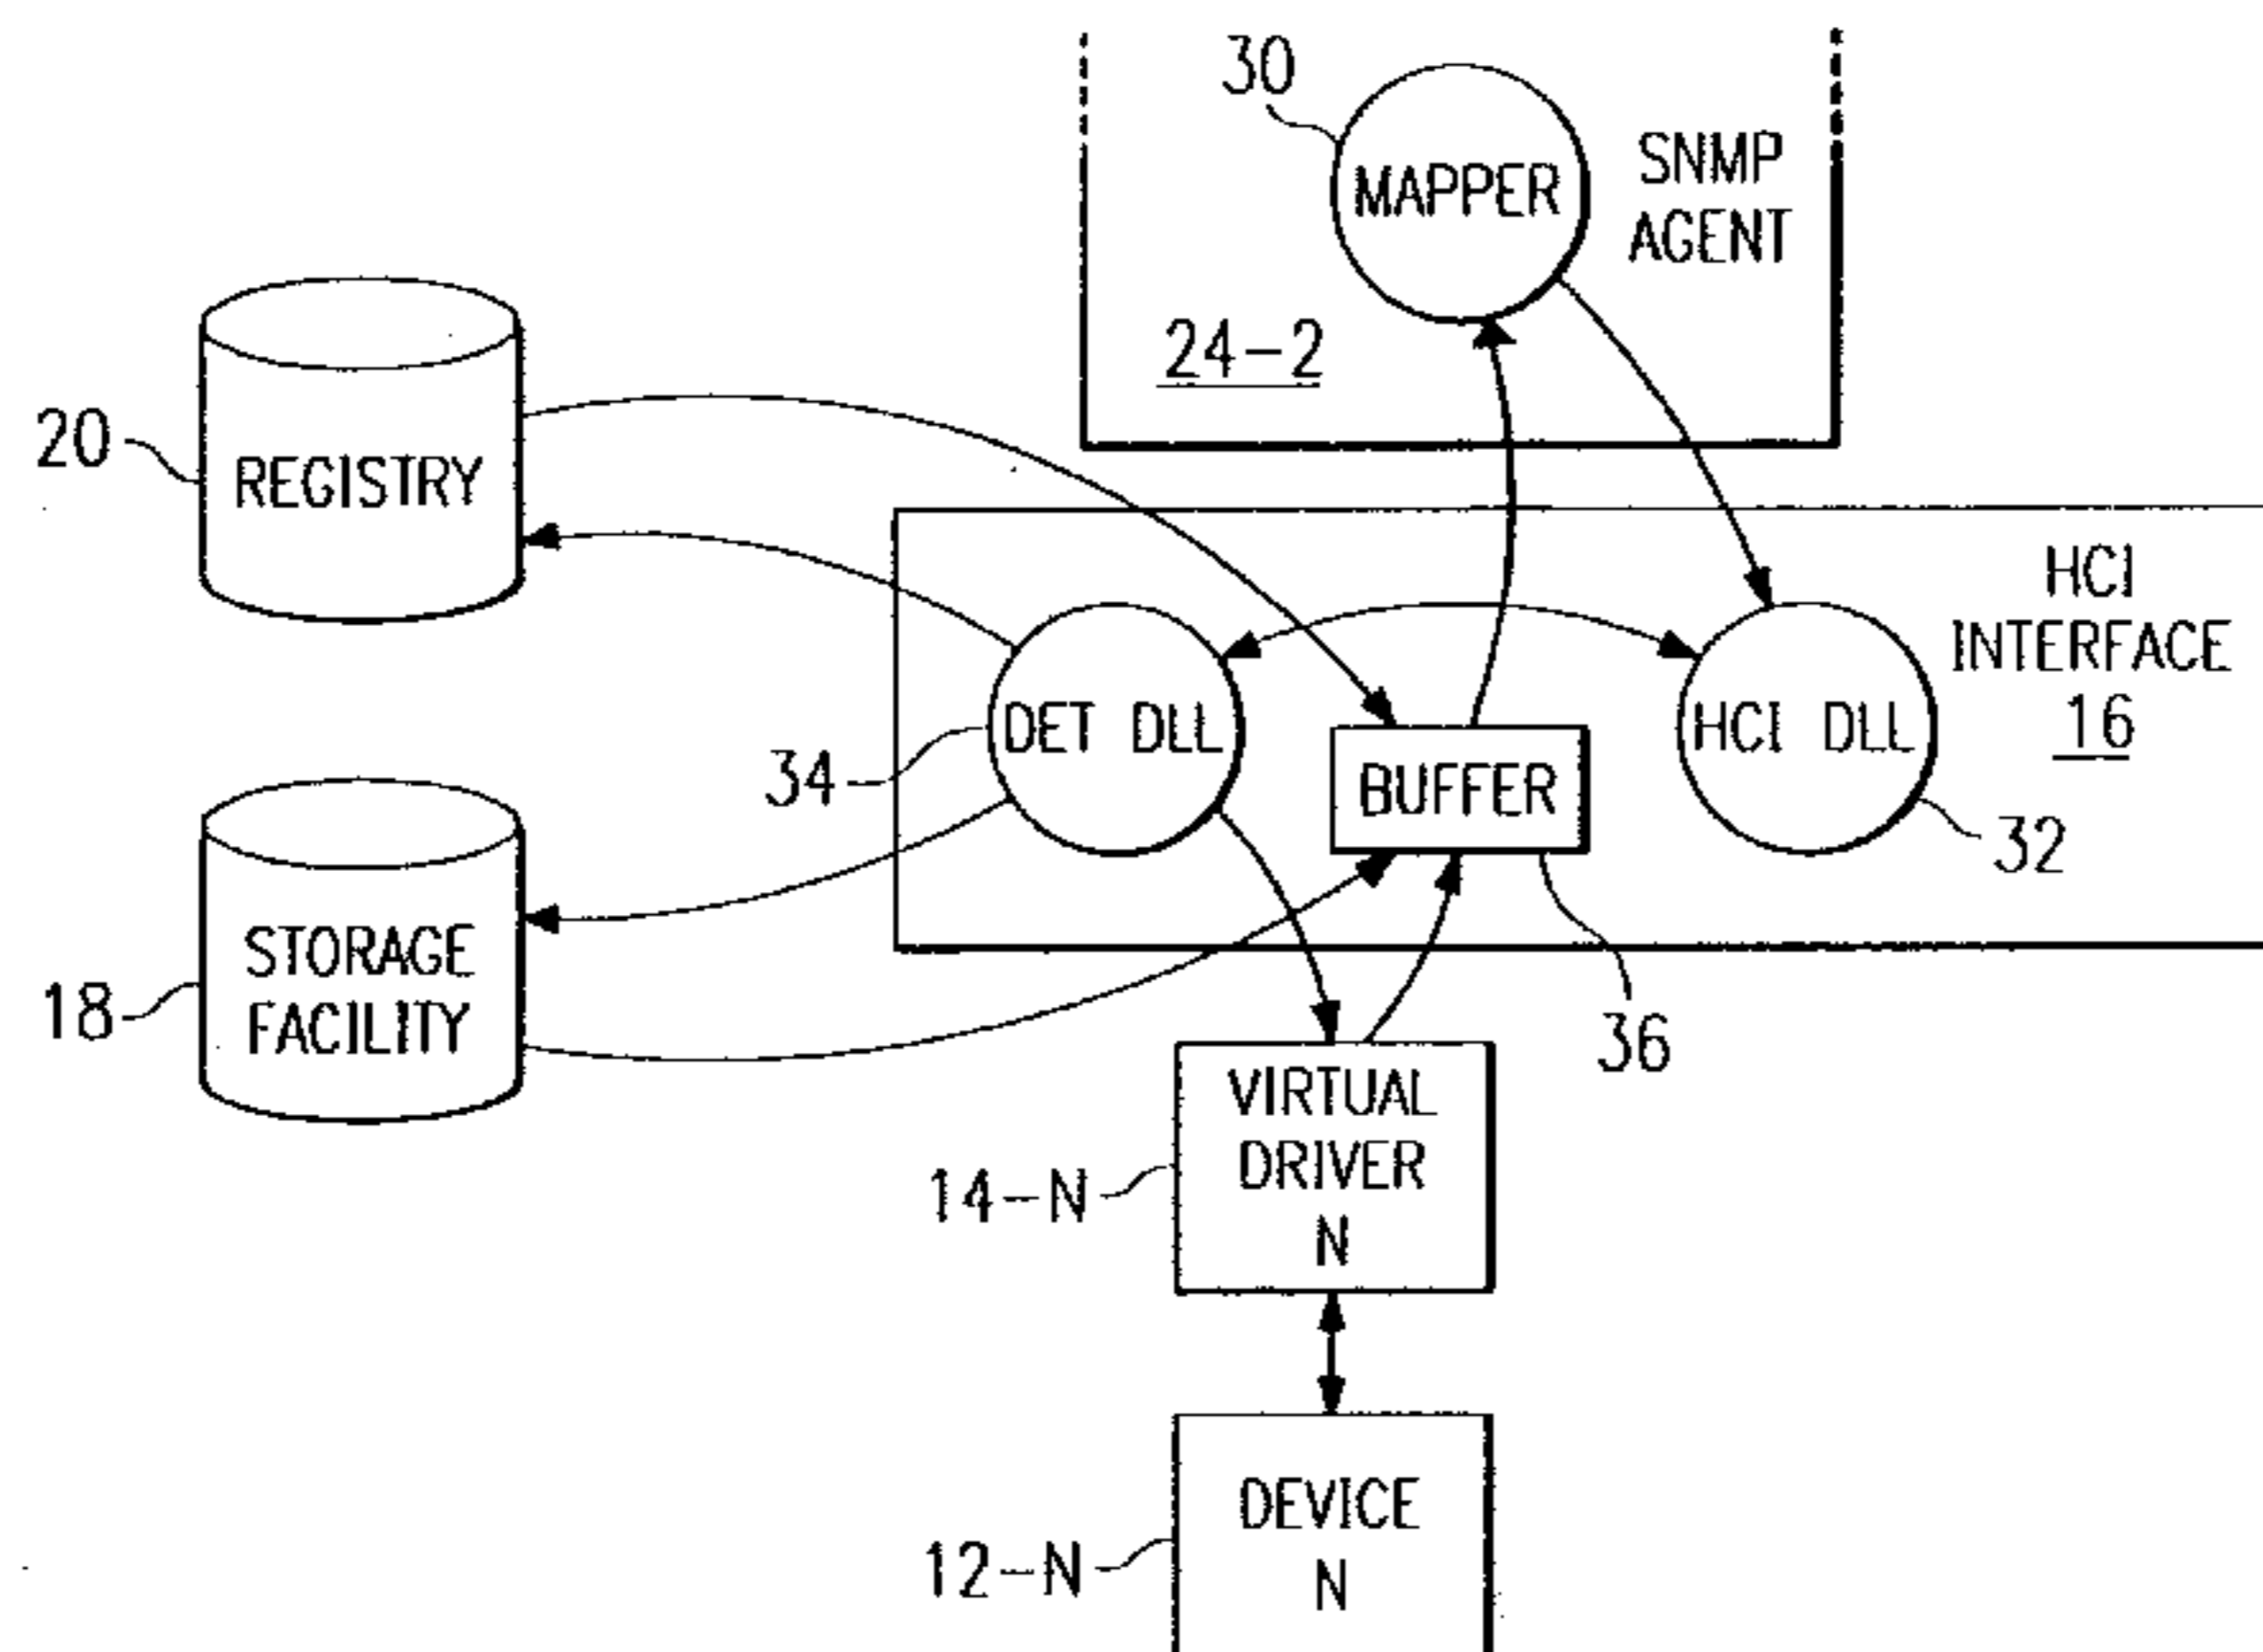 30
MAPPER
SNMP
AGENT
24-2
20
REGISTRY
HCI
INTERFACE
16
34
DET DLL
BUFFER
HCI DLL
32
18
STORAGE
FACILITY
36
14-N
VIRTUAL
DRIVER
N
12-N
DEVICE
N